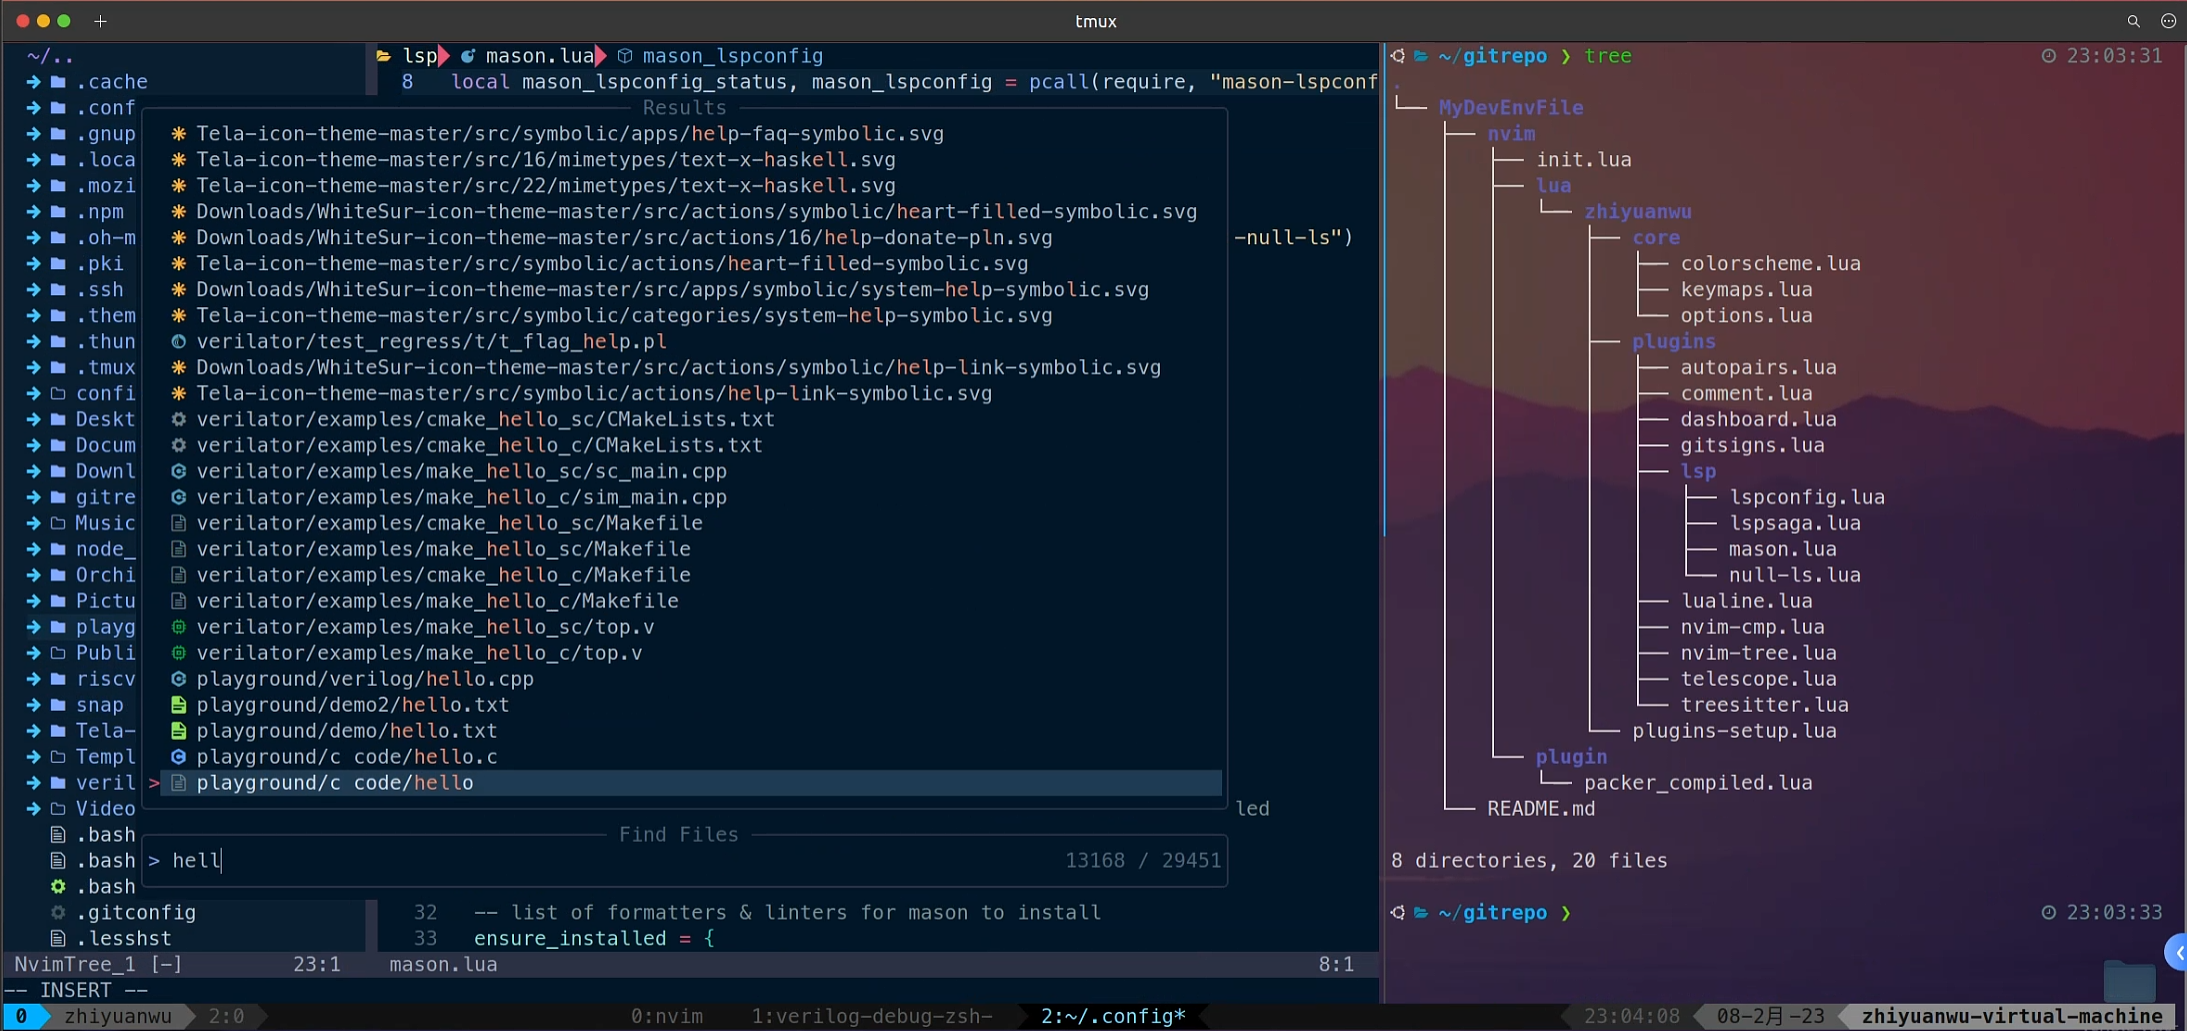 tmux
~/..
.cache
.conf
.gnup
.loca
.mozi
.npm
.oh-m
.pki
.ssh
.them
.thun
.tmux
confi
Deskt
Docum
Downl
gitre
Music
node_
Orchi
Pictu
playg
Publi
riscv
snap
Tela-
Templ
veril
Video
.bash
.bash
.bash
.gitconfig
.lesshst
lsp mason.lua mason_lspconfig
8 local mason_lspconfig_status, mason_lspconfig = pcall(require, "mason-lspconf
Results
Tela-icon-theme-master/src/symbolic/apps/help-faq-symbolic.svg
Tela-icon-theme-master/src/16/mimetypes/text-x-haskell.svg
Tela-icon-theme-master/src/22/mimetypes/text-x-haskell.svg
Downloads/WhiteSur-icon-theme-master/src/actions/symbolic/heart-filled-symbolic.svg
Downloads/WhiteSur-icon-theme-master/src/actions/16/help-donate-pln.svg
-null-ls")
Tela-icon-theme-master/src/symbolic/actions/heart-filled-symbolic.svg
Downloads/WhiteSur-icon-theme-master/src/apps/symbolic/system-help-symbolic.svg
Tela-icon-theme-master/src/symbolic/categories/system-help-symbolic.svg
verilator/test_regress/t/t_flag_help.pl
Downloads/WhiteSur-icon-theme-master/src/actions/symbolic/help-link-symbolic.svg
Tela-icon-theme-master/src/symbolic/actions/help-link-symbolic.svg
verilator/examples/cmake_hello_sc/CMakeLists.txt
verilator/examples/cmake_hello_c/CMakeLists.txt
verilator/examples/make_hello_sc/sc_main.cpp
verilator/examples/make_hello_c/sim_main.cpp
verilator/examples/cmake_hello_sc/Makefile
verilator/examples/make_hello_sc/Makefile
verilator/examples/cmake_hello_c/Makefile
verilator/examples/make_hello_c/Makefile
verilator/examples/make_hello_sc/top.v
verilator/examples/make_hello_c/top.v
playground/verilog/hello.cpp
playground/demo2/hello.txt
playground/demo/hello.txt
playground/c code/hello.c
> playground/c code/hello
led
Find Files
> hell 13168 / 29451
32 -- list of formatters & linters for mason to install
33 ensure_installed = {
NvimTree_1 [-] 23:1 mason.lua 8:1
-- INSERT --
~/gitrepo ❯ tree 23:03:31
.
└── MyDevEnvFile
├── nvim
├── init.lua
├── lua
└── zhiyuanwu
├── core
├── colorscheme.lua
├── keymaps.lua
└── options.lua
├── plugins
├── autopairs.lua
├── comment.lua
├── dashboard.lua
├── gitsigns.lua
├── lsp
├── lspconfig.lua
├── lspsaga.lua
├── mason.lua
└── null-ls.lua
├── lualine.lua
├── nvim-cmp.lua
├── nvim-tree.lua
├── telescope.lua
└── treesitter.lua
└── plugins-setup.lua
└── plugin
└── packer_compiled.lua
└── README.md
8 directories, 20 files
~/gitrepo ❯ 23:03:33
0 zhiyuanwu 2:0 0:nvim 1:verilog-debug-zsh- 2:~/.config* 23:04:08 08-2月-23 zhiyuanwu-virtual-machine